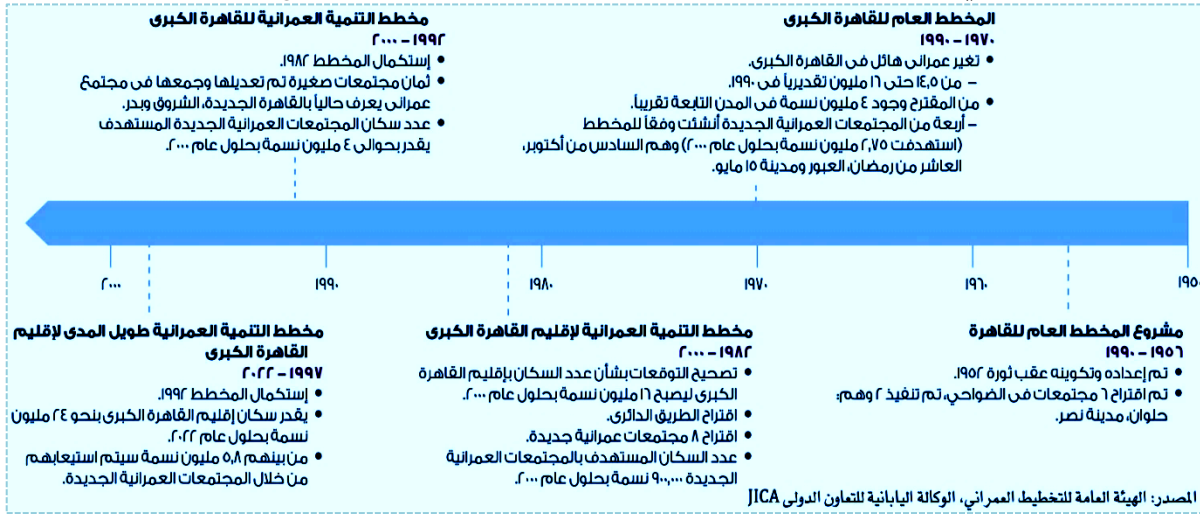 المخطط العام للقاهرة الكبرى
١٩٧٠ – ١٩٩٠
• تغير عمرانى هائل فى القاهرة الكبرى.
– من ١٤,٥ حتى ١٦ مليون تقديرياً فى ١٩٩٠.
• من المقترح وجود ٤ مليون نسمة فى المدن التابعة تقريباً.
– أربعة من المجتمعات العمرانية الجديدة أنشئت وفقاً للمخطط
(استهدفت ٢,٧٥ مليون نسمة بحلول عام ٢٠٠٠) وهم السادس من أكتوبر،
العاشر من رمضان، العبور ومدينة ١٥ مايو.
مخطط التنمية العمرانية للقاهرة الكبرى
١٩٩٢ – ٢٠٠٠
• إستكمال المخطط ١٩٨٢.
• ثمان مجتمعات صغيرة تم تعديلها وجمعها فى مجتمع
عمرانى يعرف حالياً بالقاهرة الجديدة، الشروق وبدر.
• عدد سكان المجتمعات العمرانية الجديدة المستهدف
يقدر بحوالى ٤ مليون نسمة بحلول عام ٢٠٠٠.
١٩٥٠
١٩٦٠
١٩٧٠
١٩٨٠
١٩٩٠
٢٠٠٠
مشروع المخطط العام للقاهرة
١٩٥٦ – ١٩٩٠
• تم إعداده وتكوينه عقب ثورة ١٩٥٢.
• تم اقتراح ٦ مجتمعات فى الضواحي، تم تنفيذ ٢ وهم:
حلوان، مدينة نصر.
مخطط التنمية العمرانية لإقليم القاهرة الكبرى
١٩٨٢ – ٢٠٠٠
• تصحيح التوقعات بشأن عدد السكان بإقليم القاهرة
الكبرى ليصبح ١٦ مليون نسمة بحلول عام ٢٠٠٠.
• اقتراح الطريق الدائرى.
• اقتراح ٨ مجتمعات عمرانية جديدة.
• عدد السكان المستهدف بالمجتمعات العمرانية
الجديدة ٩٠٠,٠٠٠ نسمة بحلول عام ٢٠٠٠.
مخطط التنمية العمرانية طويل المدى لإقليم
القاهرة الكبرى
١٩٩٧ – ٢٠٢٢
• إستكمال المخطط ١٩٩٢.
• يقدر سكان إقليم القاهرة الكبرى بنحو ٢٤ مليون
نسمة بحلول عام ٢٠٢٢.
• من بينهم ٥,٨ مليون نسمة سيتم استيعابهم
من خلال المجتمعات العمرانية الجديدة.
المصدر: الهيئة العامة للتخطيط العمراني، الوكالة اليابانية للتعاون الدولى JICA